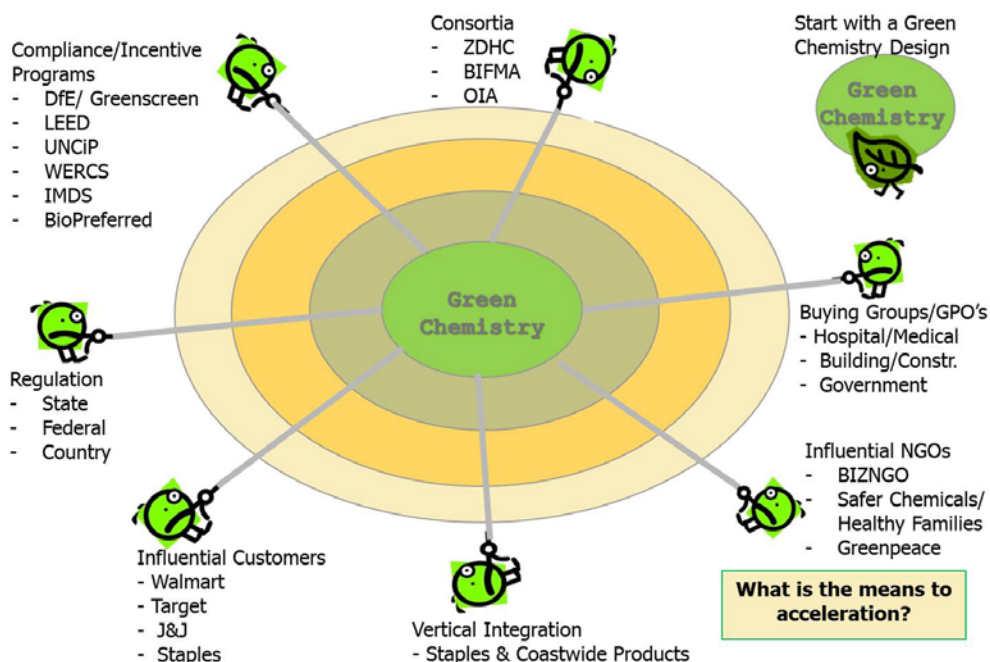 Compliance/Incentive
Programs
- DfE/ Greenscreen
- LEED
- UNCiP
- WERCS
- IMDS
- BioPreferred
Consortia
- ZDHC
- BIFMA
- OIA
Start with a Green
Chemistry Design
Green
Chemistry
Green
Chemistry
Buying Groups/GPO's
- Hospital/Medical
- Building/Constr.
- Government
Regulation
- State
- Federal
- Country
Influential NGOs
- BIZNGO
- Safer Chemicals/
Healthy Families
- Greenpeace
Influential Customers
- Walmart
- Target
- J&J
- Staples
Vertical Integration
- Staples & Coastwide Products
What is the means to
acceleration?